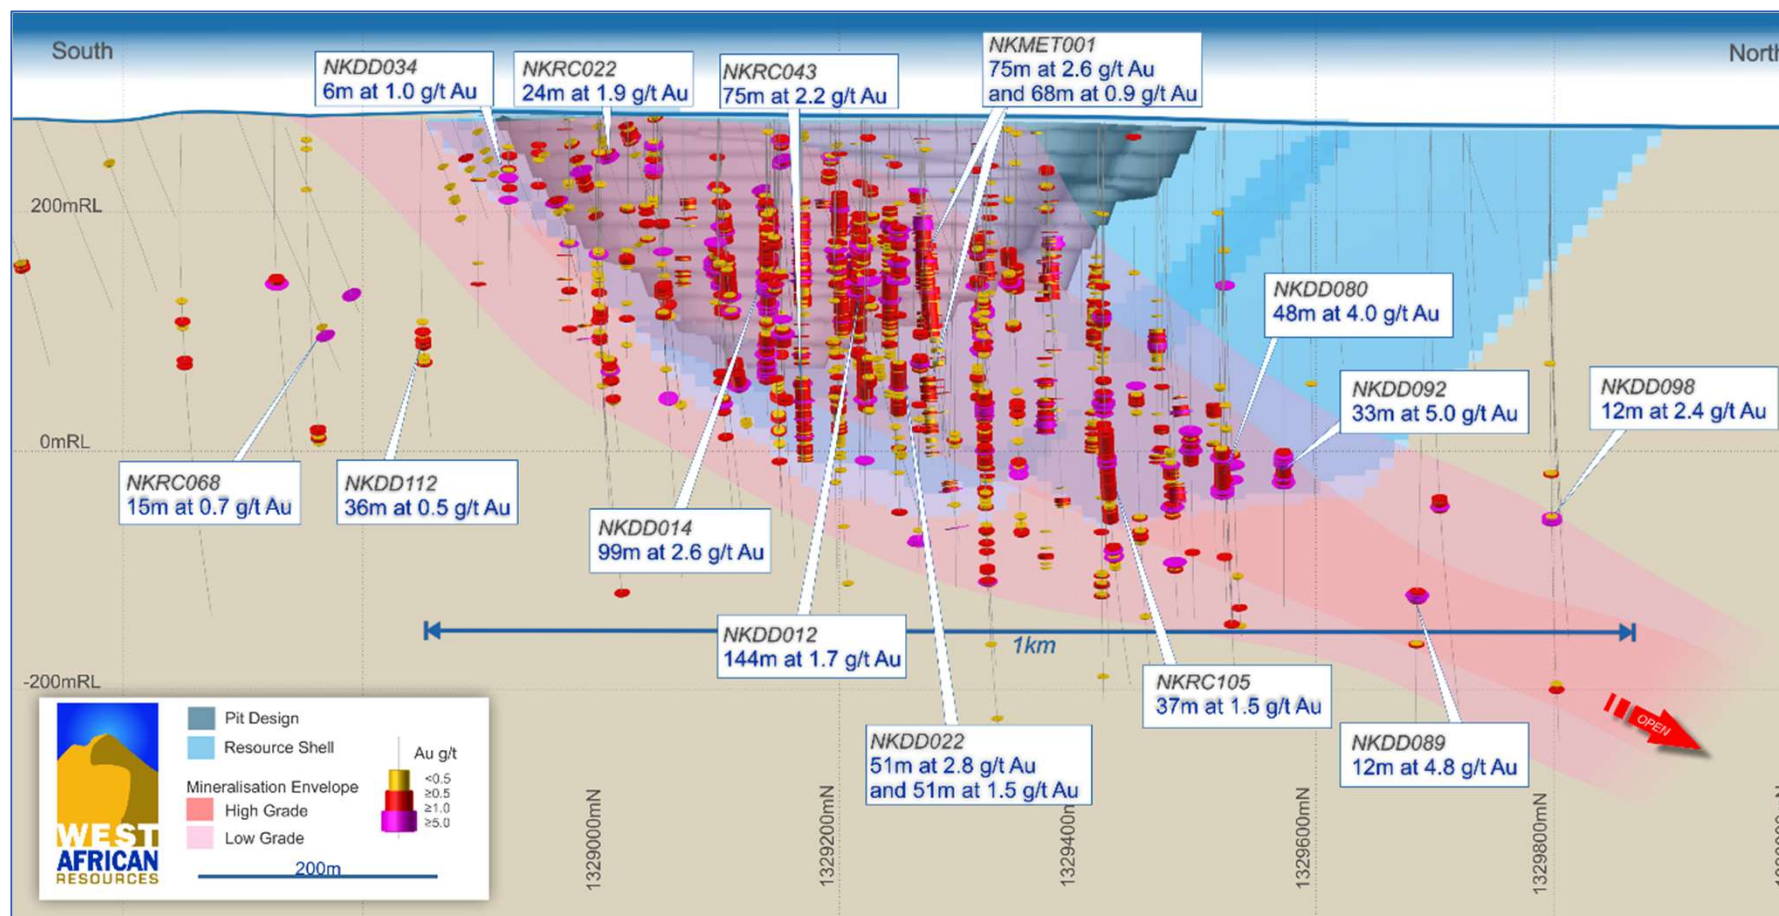 South
North
NKDD034
6m at 1.0 g/t Au
NKRC022
24m at 1.9 g/t Au
NKRC043
75m at 2.2 g/t Au
NKMET001
75m at 2.6 g/t Au
and 68m at 0.9 g/t Au
200mRL
NKDD080
48m at 4.0 g/t Au
NKDD092
33m at 5.0 g/t Au
NKDD098
12m at 2.4 g/t Au
0mRL
NKRC068
15m at 0.7 g/t Au
NKDD112
36m at 0.5 g/t Au
NKDD014
99m at 2.6 g/t Au
1km
NKDD012
144m at 1.7 g/t Au
NKRC105
37m at 1.5 g/t Au
-200mRL
NKDD022
51m at 2.8 g/t Au
and 51m at 1.5 g/t Au
NKDD089
12m at 4.8 g/t Au
OPEN
Pit Design
Resource Shell
Mineralisation Envelope
High Grade
Low Grade
Au g/t
<0.5
≥0.5
≥1.0
≥5.0
200m
WEST
AFRICAN
RESOURCES
1329000mN
1329200mN
1329400mN
1329600mN
1329800mN